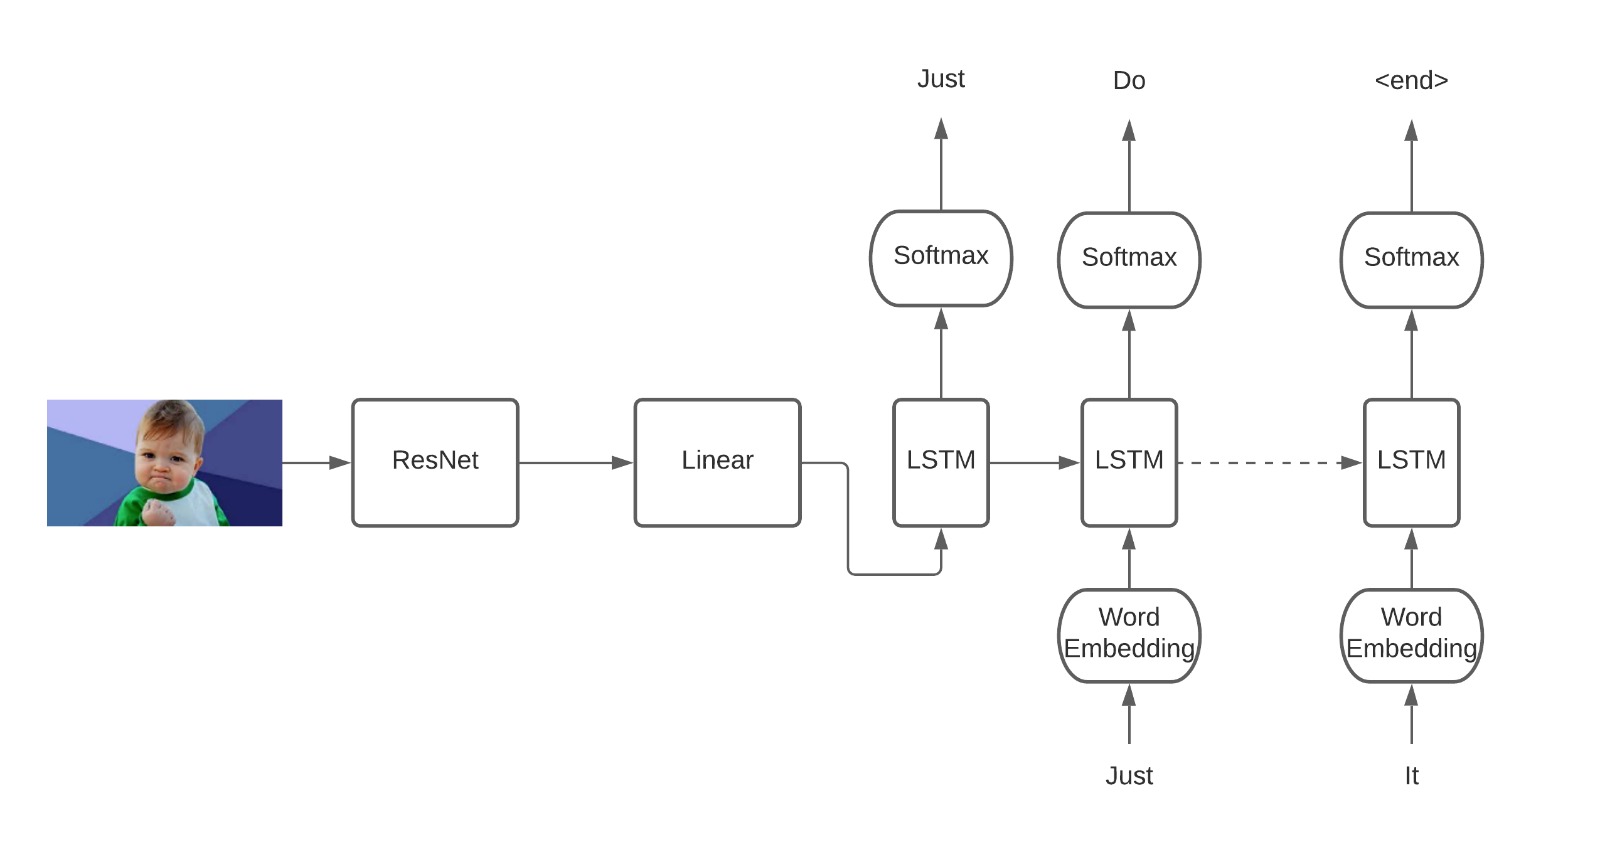 Just
Do
<end>
Softmax
Softmax
Softmax
ResNet
Linear
LSTM
LSTM
LSTM
Word
Embedding
Word
Embedding
Just
It